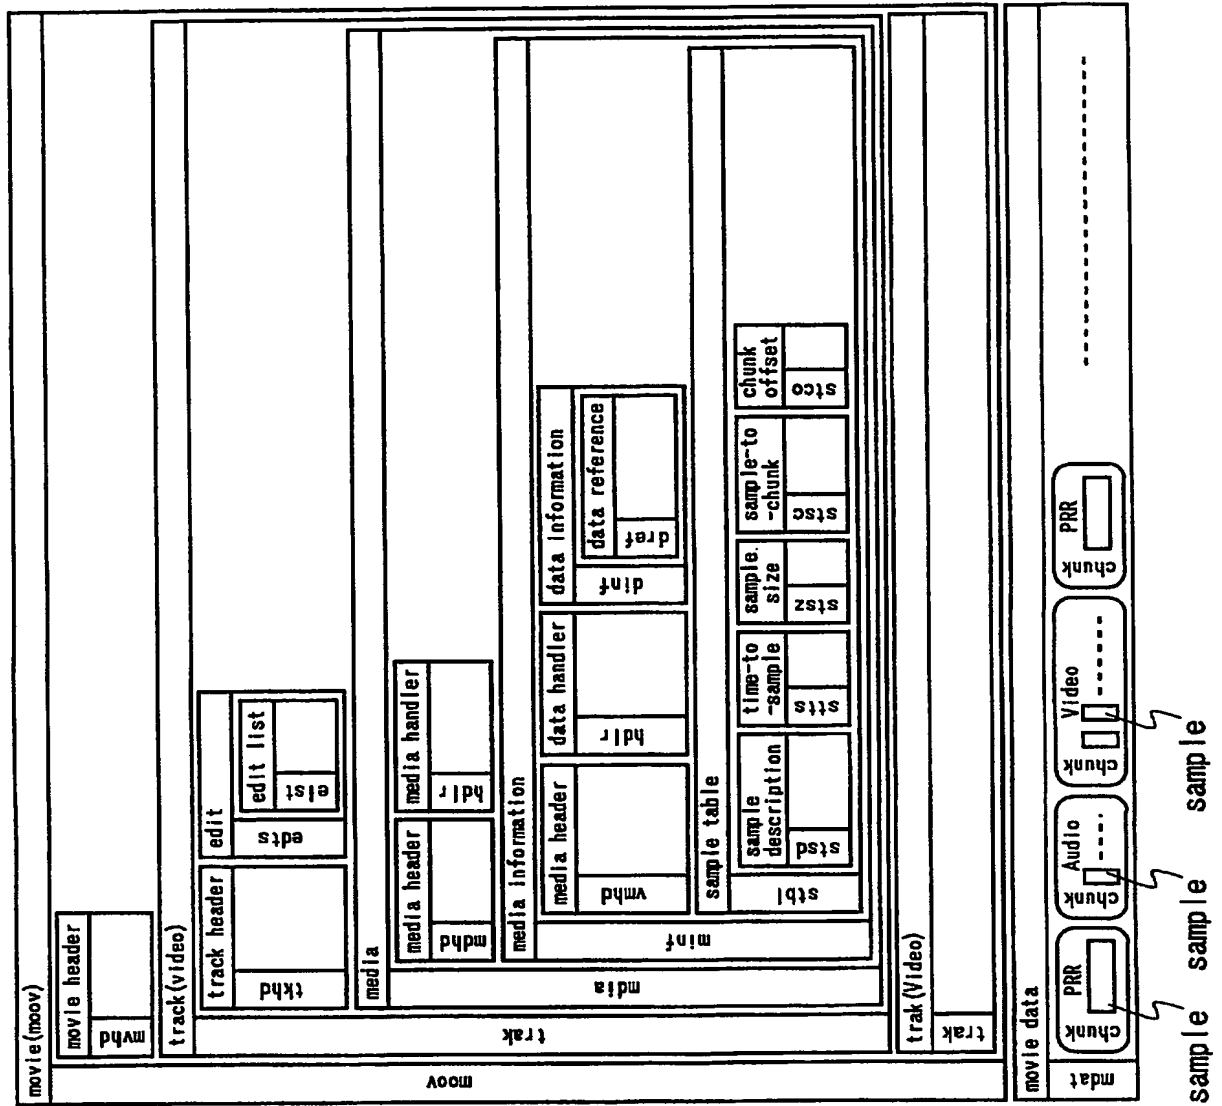 movie(moov)
moov
movie header
mvhd
track(video)
trak
track header
tkhd
edit
edts
edit list
elst
media
mdia
media header
mdhd
media handler
hdlr
media information
minf
media header
vmhd
data handler
hdlr
data information
dinf
data reference
dref
sample table
stbl
sample
description
stsd
time-to
-sample
stts
sample.
size
stsz
sample-to
-chunk
stsc
chunk
offset
stco
trak(Video)
trak
movie data
mdat
PRR
chunk
Audio
chunk
Video
chunk
PRR
chunk
sample
sample
sample